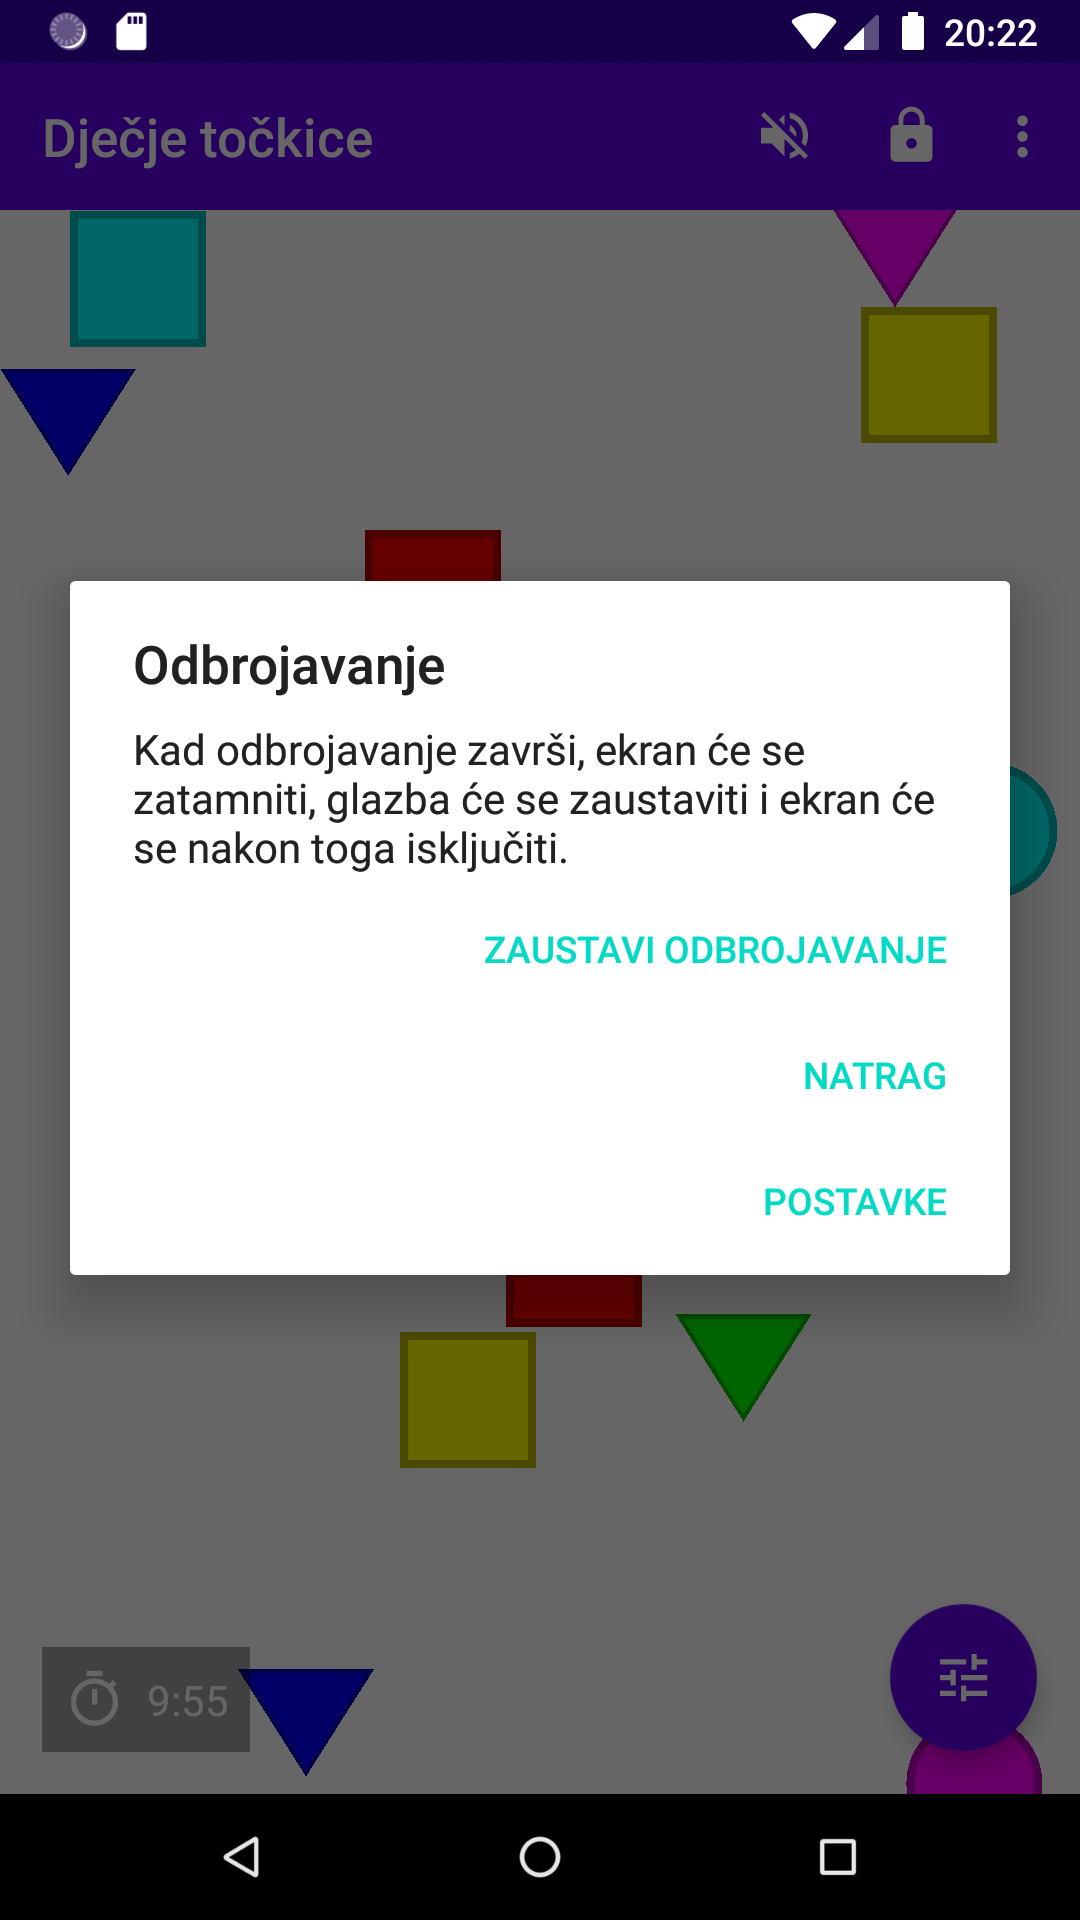 20:22
Dječje točkice
Odbrojavanje
Kad odbrojavanje završi, ekran će se
zatamniti, glazba će se zaustaviti i ekran će
se nakon toga isključiti.
ZAUSTAVI ODBROJAVANJE
NATRAG
POSTAVKE
9:55